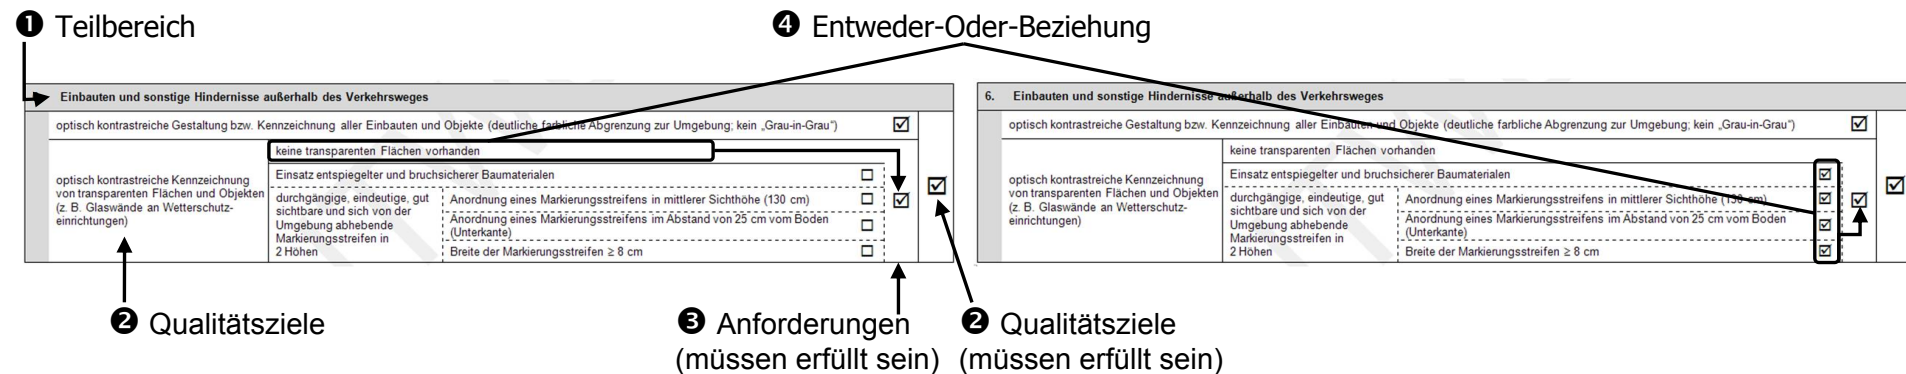 ❶ Teilbereich
❹ Entweder-Oder-Beziehung
Einbauten und sonstige Hindernisse außerhalb des Verkehrsweges
optisch kontrastreiche Gestaltung bzw. Kennzeichnung aller Einbauten und Objekte (deutliche farbliche Abgrenzung zur Umgebung; kein „Grau-in-Grau“)
optisch kontrastreiche Kennzeichnung
von transparenten Flächen und Objekten
(z. B. Glaswände an Wetterschutz-
einrichtungen)
keine transparenten Flächen vorhanden
Einsatz entspiegelter und bruchsicherer Baumaterialen
durchgängige, eindeutige, gut
sichtbare und sich von der
Umgebung abhebende
Markierungsstreifen in
2 Höhen
Anordnung eines Markierungsstreifens in mittlerer Sichthöhe (130 cm)
Anordnung eines Markierungsstreifens im Abstand von 25 cm vom Boden
(Unterkante)
Breite der Markierungsstreifen ≥ 8 cm
6. Einbauten und sonstige Hindernisse außerhalb des Verkehrsweges
optisch kontrastreiche Gestaltung bzw. Kennzeichnung aller Einbauten und Objekte (deutliche farbliche Abgrenzung zur Umgebung; kein „Grau-in-Grau“)
optisch kontrastreiche Kennzeichnung
von transparenten Flächen und Objekten
(z. B. Glaswände an Wetterschutz-
einrichtungen)
keine transparenten Flächen vorhanden
Einsatz entspiegelter und bruchsicherer Baumaterialen
durchgängige, eindeutige, gut
sichtbare und sich von der
Umgebung abhebende
Markierungsstreifen in
2 Höhen
Anordnung eines Markierungsstreifens in mittlerer Sichthöhe (130 cm)
Anordnung eines Markierungsstreifens im Abstand von 25 cm vom Boden
(Unterkante)
Breite der Markierungsstreifen ≥ 8 cm
❷ Qualitätsziele
❸ Anforderungen
(müssen erfüllt sein)
❷ Qualitätsziele
(müssen erfüllt sein)